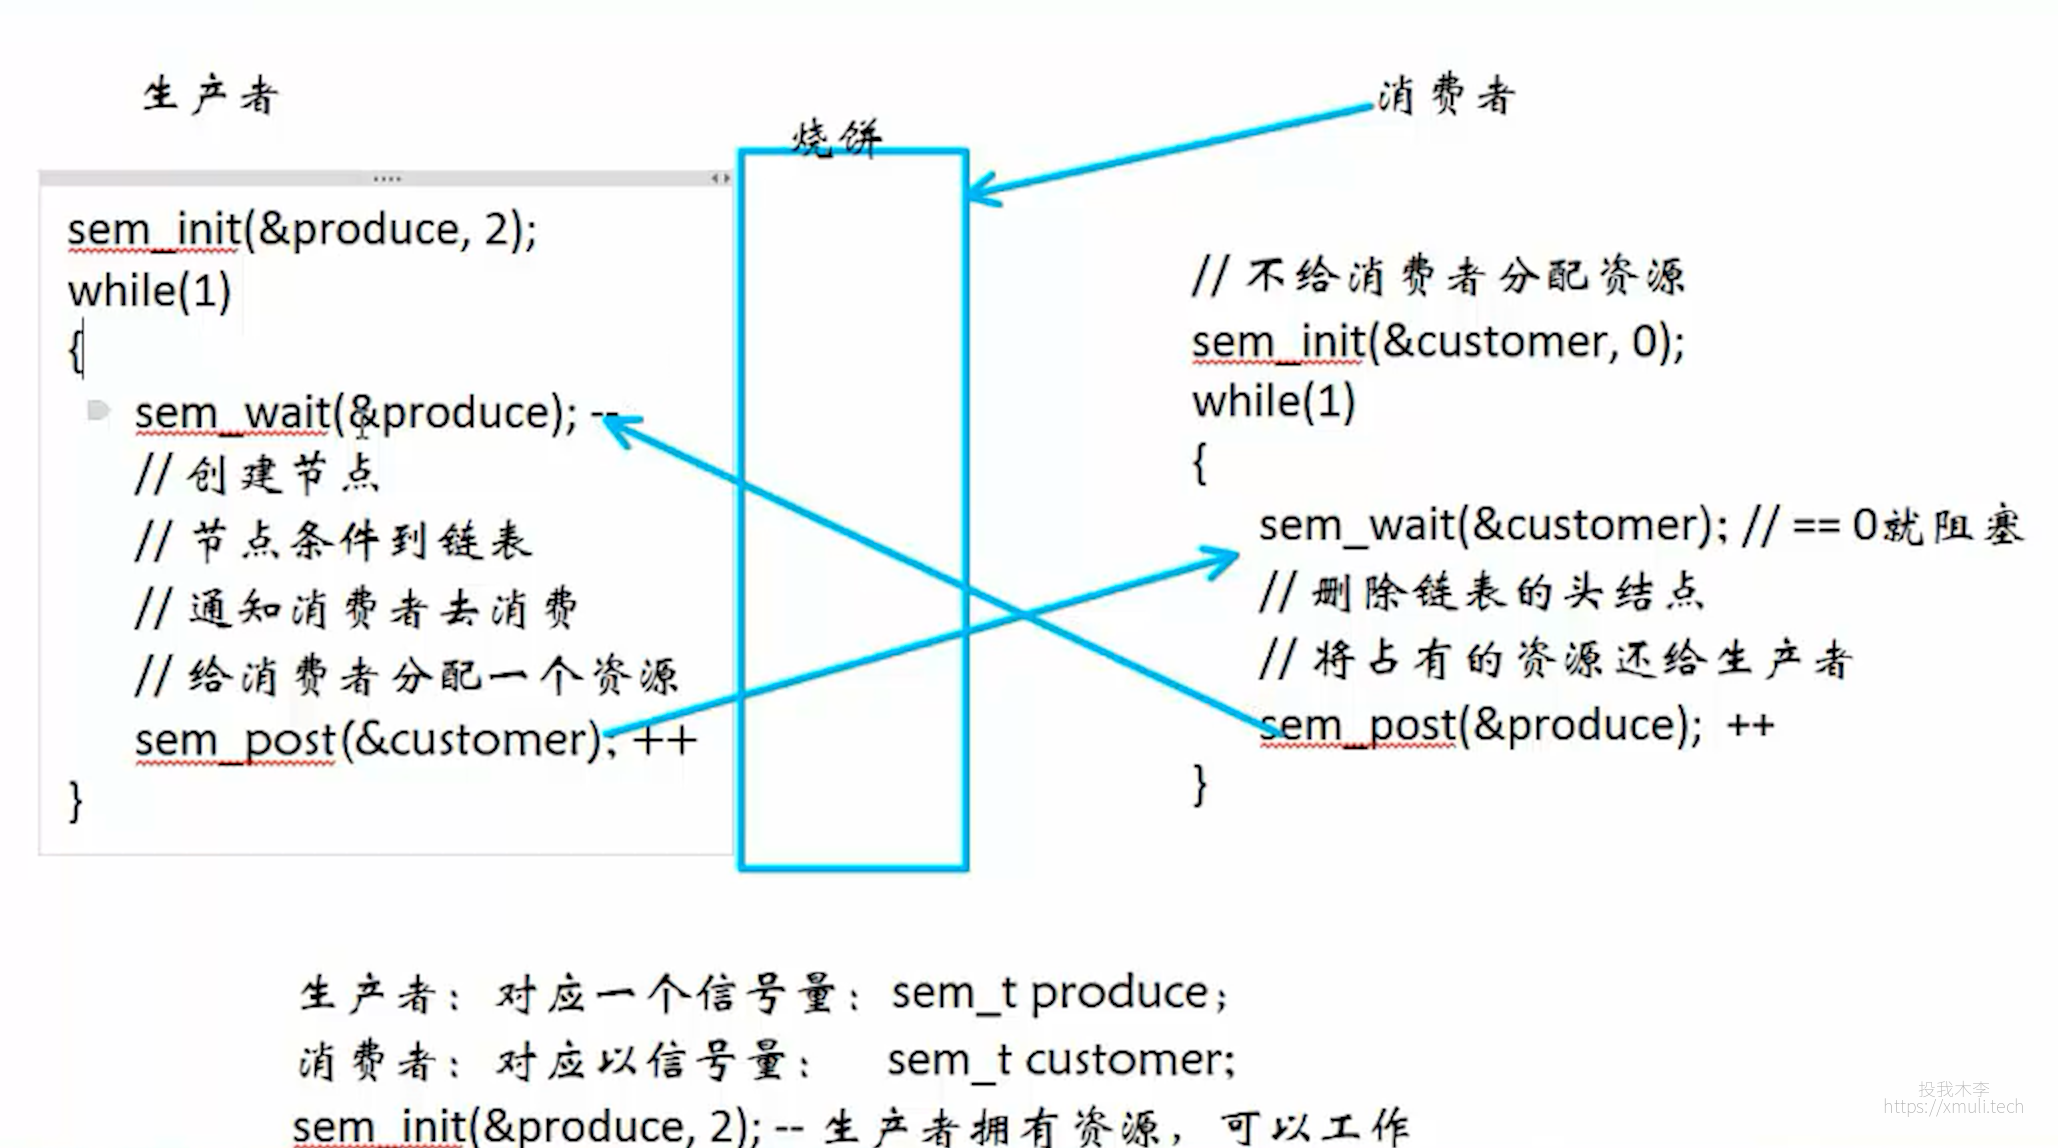 生产者
消费者
烧饼
sem_init(&produce, 2);
while(1)
{
sem_wait(&produce); --
// 创建节点
// 节点条件到链表
// 通知消费者去消费
// 给消费者分配一个资源
sem_post(&customer); ++
}
// 不给消费者分配资源
sem_init(&customer, 0);
while(1)
{
sem_wait(&customer); // == 0就阻塞
// 删除链表的头结点
// 将占有的资源还给生产者
sem_post(&produce); ++
}
生产者：对应一个信号量：sem_t produce;
消费者：对应以信号量： sem_t customer;
sem_init(&produce, 2); -- 生产者拥有资源，可以工作
投我木李
https://xmuli.tech